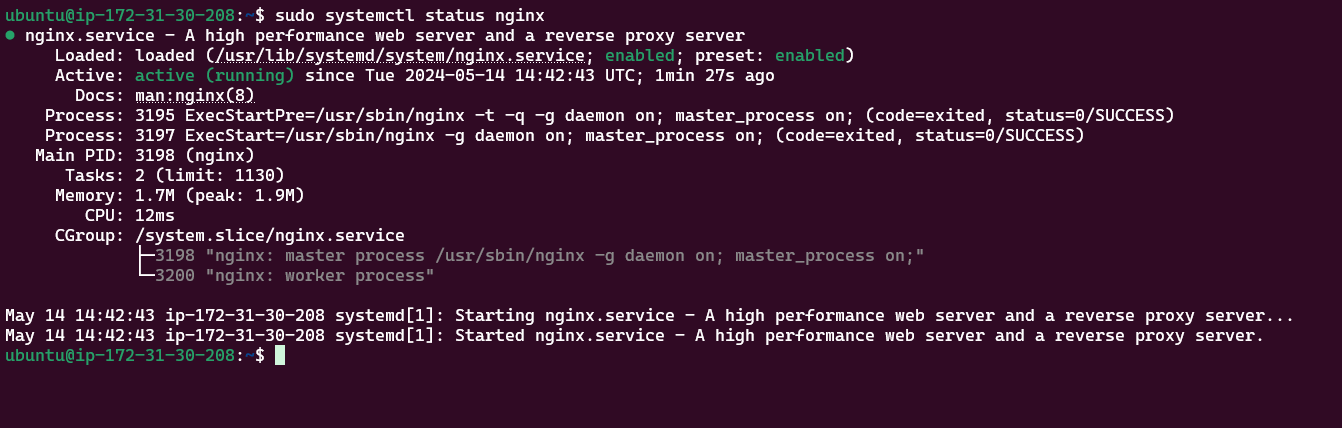 ubuntu@ip-172-31-30-208:~$ sudo systemctl status nginx
● nginx.service - A high performance web server and a reverse proxy server
     Loaded: loaded (/usr/lib/systemd/system/nginx.service; enabled; preset: enabled)
     Active: active (running) since Tue 2024-05-14 14:42:43 UTC; 1min 27s ago
       Docs: man:nginx(8)
    Process: 3195 ExecStartPre=/usr/sbin/nginx -t -q -g daemon on; master_process on; (code=exited, status=0/SUCCESS)
    Process: 3197 ExecStart=/usr/sbin/nginx -g daemon on; master_process on; (code=exited, status=0/SUCCESS)
   Main PID: 3198 (nginx)
      Tasks: 2 (limit: 1130)
     Memory: 1.7M (peak: 1.9M)
        CPU: 12ms
     CGroup: /system.slice/nginx.service
             ├─3198 "nginx: master process /usr/sbin/nginx -g daemon on; master_process on;"
             └─3200 "nginx: worker process"

May 14 14:42:43 ip-172-31-30-208 systemd[1]: Starting nginx.service - A high performance web server and a reverse proxy server...
May 14 14:42:43 ip-172-31-30-208 systemd[1]: Started nginx.service - A high performance web server and a reverse proxy server.
ubuntu@ip-172-31-30-208:~$